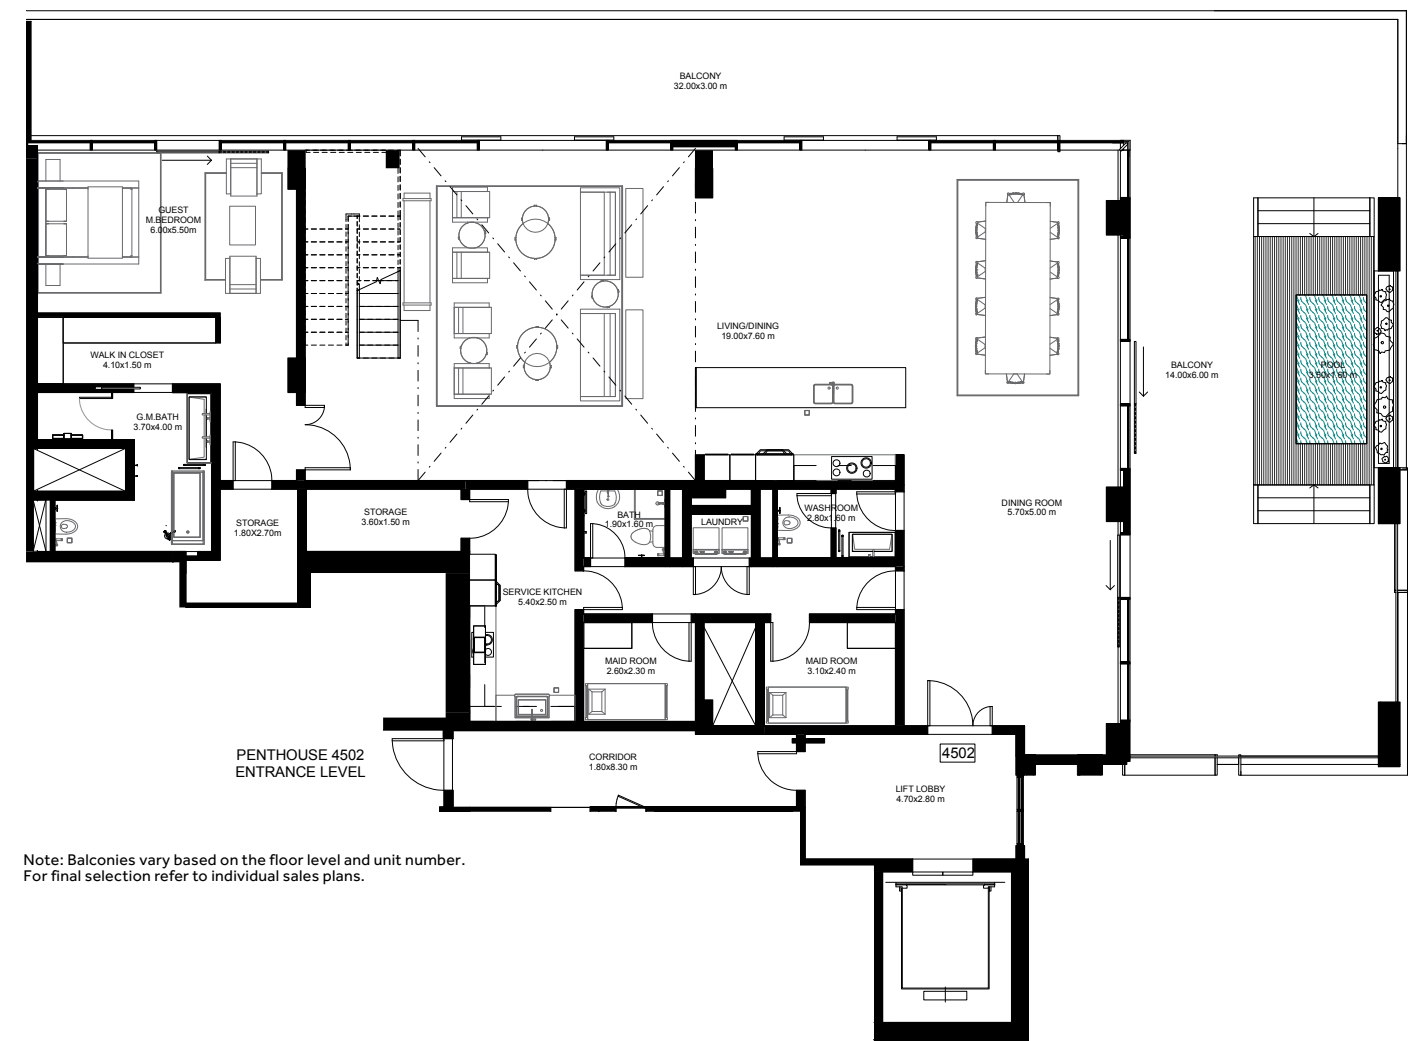 BALCONY
32.00x3.00 m
GUEST
M.BEDROOM
6.00x5.50m
LIVING/DINING
19.00x7.60 m
WALK IN CLOSET
4.10x1.50 m
BALCONY
14.00x6.00 m
POOL
3.50x1.60 m
G.M.BATH
3.70x4.00 m
STORAGE
1.80X2.70m
STORAGE
3.60x1.50 m
BATH
1.90x1.60 m
LAUNDRY
WASHROOM
2.80x1.60 m
DINING ROOM
5.70x5.00 m
SERVICE KITCHEN
5.40x2.50 m
MAID ROOM
2.60x2.30 m
MAID ROOM
3.10x2.40 m
PENTHOUSE 4502
ENTRANCE LEVEL
CORRIDOR
1.80x8.30 m
4502
LIFT LOBBY
4.70x2.80 m
Note: Balconies vary based on the floor level and unit number.
For final selection refer to individual sales plans.